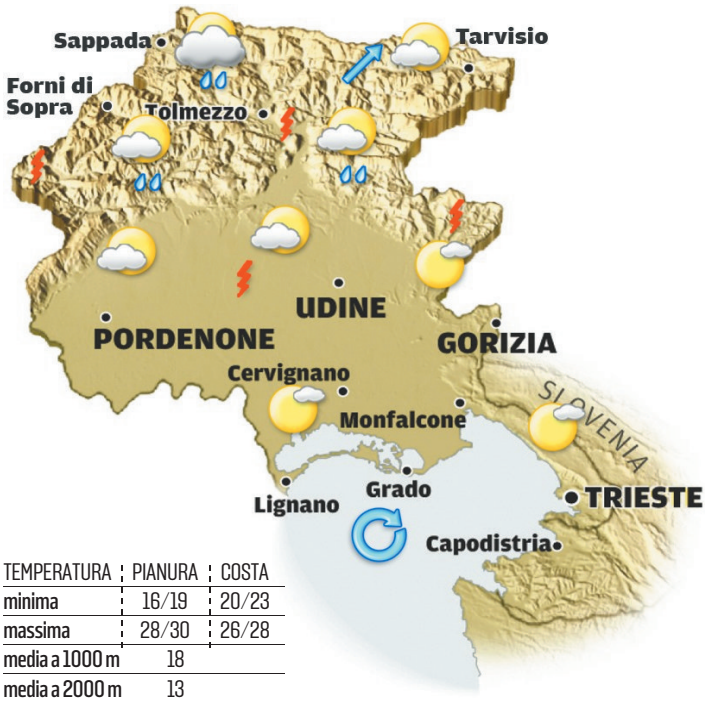 Sappada
Tarvisio
Forni di
Sopra
Tolmezzo
UDINE
PORDENONE
GORIZIA
Cervignano
SLOVENIA
Monfalcone
Lignano
Grado
TRIESTE
Capodistria
TEMPERATURA PIANURA COSTA
minima 16/19 20/23
massima 28/30 26/28
media a 1000 m 18
media a 2000 m 13